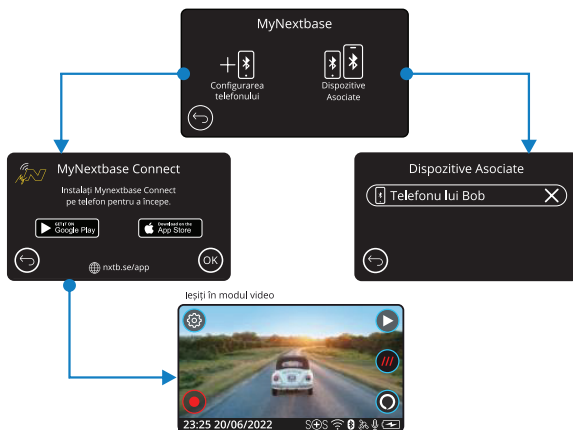 MyNextbase
Configurarea
telefonului
Dispozitive
Asociate
MyNextbase Connect
Instalați Mynextbase Connect
pe telefon pentru a începe.
GET IT ON
Google Play
Download on the
App Store
nxtb.se/app
OK
Dispozitive Asociate
Telefonu lui Bob
Ieșiți în modul video
23:25 20/06/2022
SOS